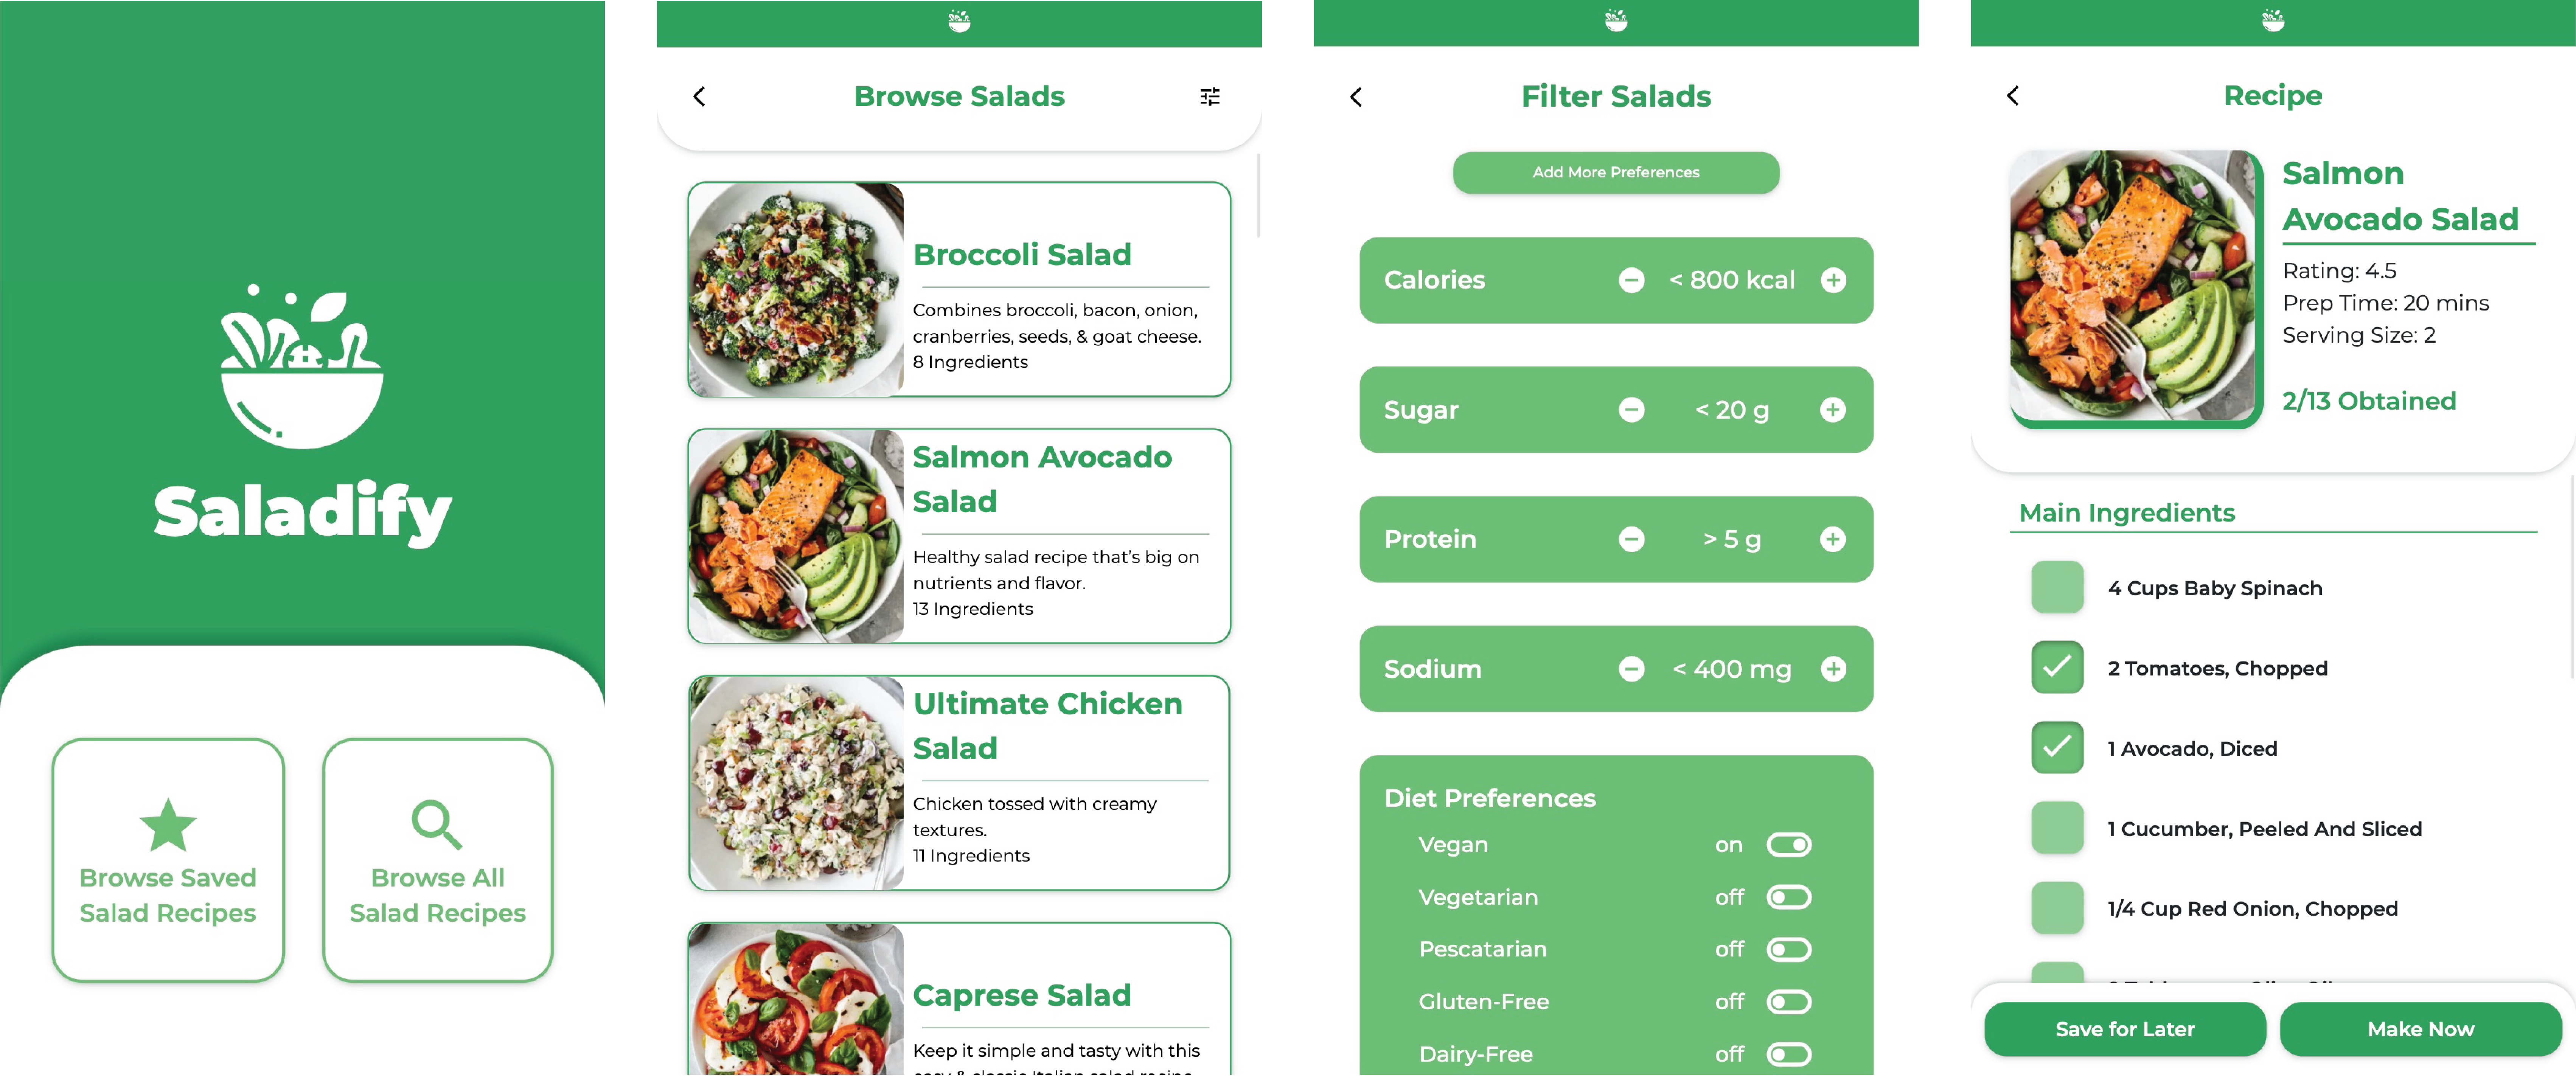 Saladify
Browse Saved
Salad Recipes
Browse All
Salad Recipes
Browse Salads
Broccoli Salad
Combines broccoli, bacon, onion,
cranberries, seeds, & goat cheese.
8 Ingredients
Salmon Avocado
Salad
Healthy salad recipe that's big on
nutrients and flavor.
13 Ingredients
Ultimate Chicken
Salad
Chicken tossed with creamy
textures.
11 Ingredients
Caprese Salad
Keep it simple and tasty with this
easy & classic Italian salad recipe
Filter Salads
Add More Preferences
Calories
< 800 kcal
Sugar
< 20 g
Protein
> 5 g
Sodium
< 400 mg
Diet Preferences
Vegan on
Vegetarian off
Pescatarian off
Gluten-Free off
Dairy-Free off
Recipe
Salmon
Avocado Salad
Rating: 4.5
Prep Time: 20 mins
Serving Size: 2
2/13 Obtained
Main Ingredients
4 Cups Baby Spinach
2 Tomatoes, Chopped
1 Avocado, Diced
1 Cucumber, Peeled And Sliced
1/4 Cup Red Onion, Chopped
Save for Later
Make Now